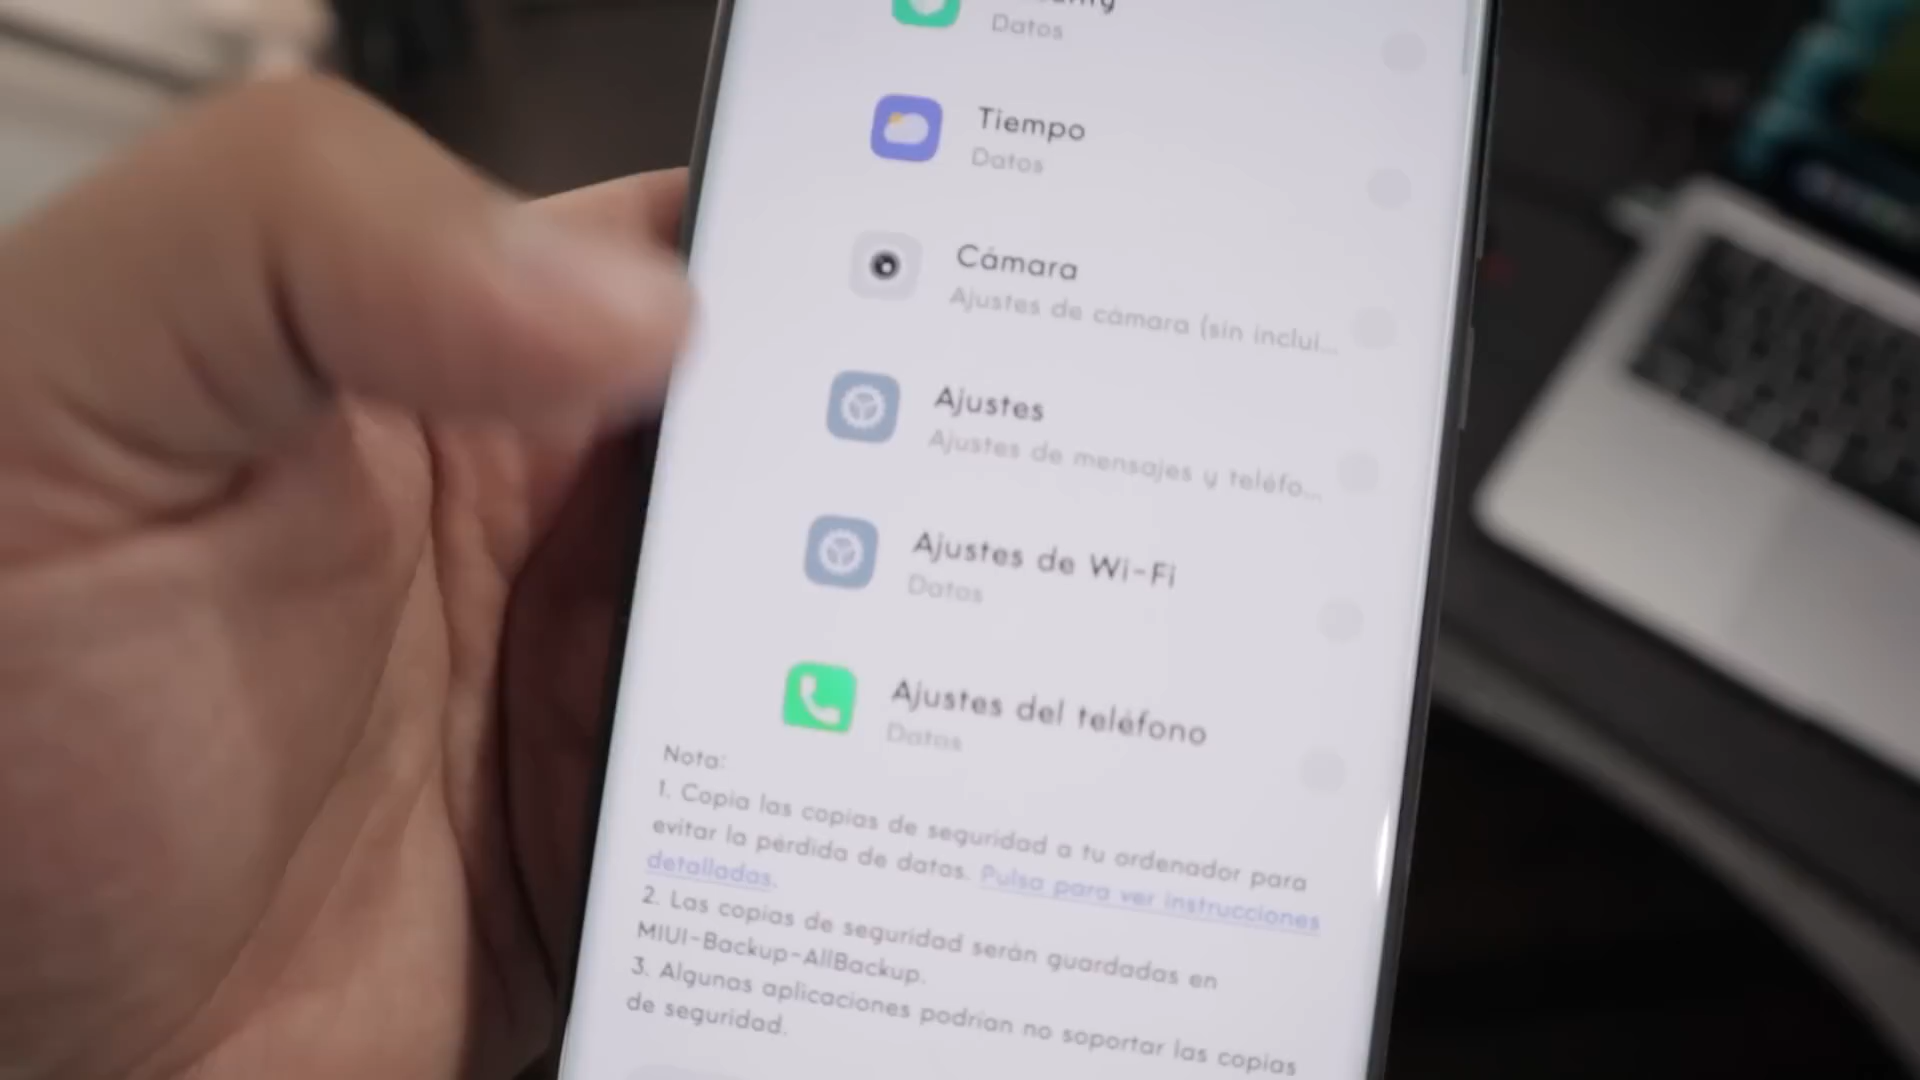 Datos
Tiempo
Datos
Cámara
Ajustes de cámara (sin inclui...
Ajustes
Ajustes de mensajes y teléfo...
Ajustes de Wi-Fi
Datos
Ajustes del teléfono
Datos
Nota:
1. Copia las copias de seguridad a tu ordenador para
evitar la pérdida de datos. Pulsa para ver instrucciones
detalladas.
2. Las copias de seguridad serán guardadas en
MIUI-Backup-AllBackup.
3. Algunas aplicaciones podrían no soportar las copias
de seguridad.